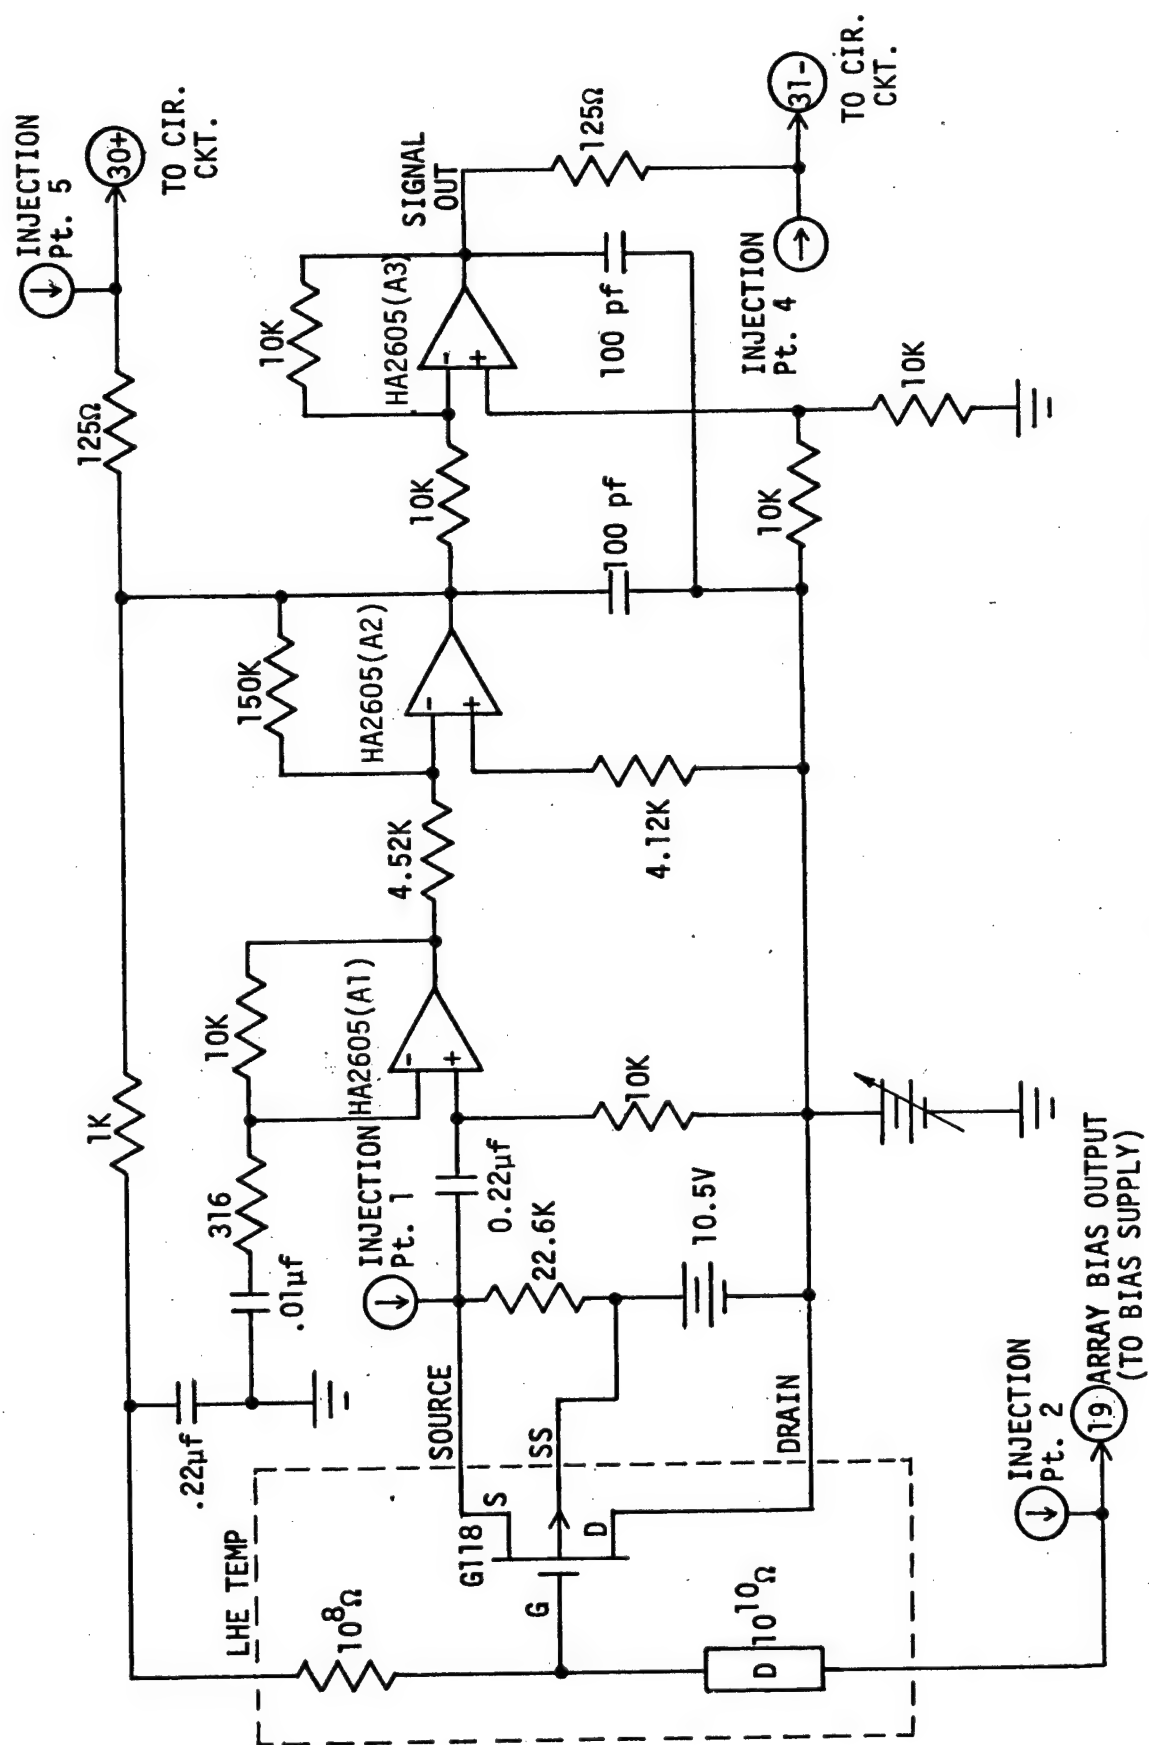 INJECTION
Pt. 5
30+
TO CIR.
CKT.
125Ω
1K
.22µf
.01µf
316
10K
HA2605(A1)
-
+
150K
HA2605(A2)
-
+
10K
HA2605(A3)
-
+
SIGNAL
OUT
125Ω
31-
TO CIR.
CKT.
INJECTION
Pt. 4
100 pf
100 pf
10K
10K
10K
4.52K
4.12K
10K
INJECTION
Pt. 1
0.22µf
22.6K
10.5V
SOURCE
SS
DRAIN
LHE TEMP
10⁸Ω
G118
S
G
D
D
10¹⁰Ω
INJECTION
Pt. 2
19
ARRAY BIAS OUTPUT
(TO BIAS SUPPLY)